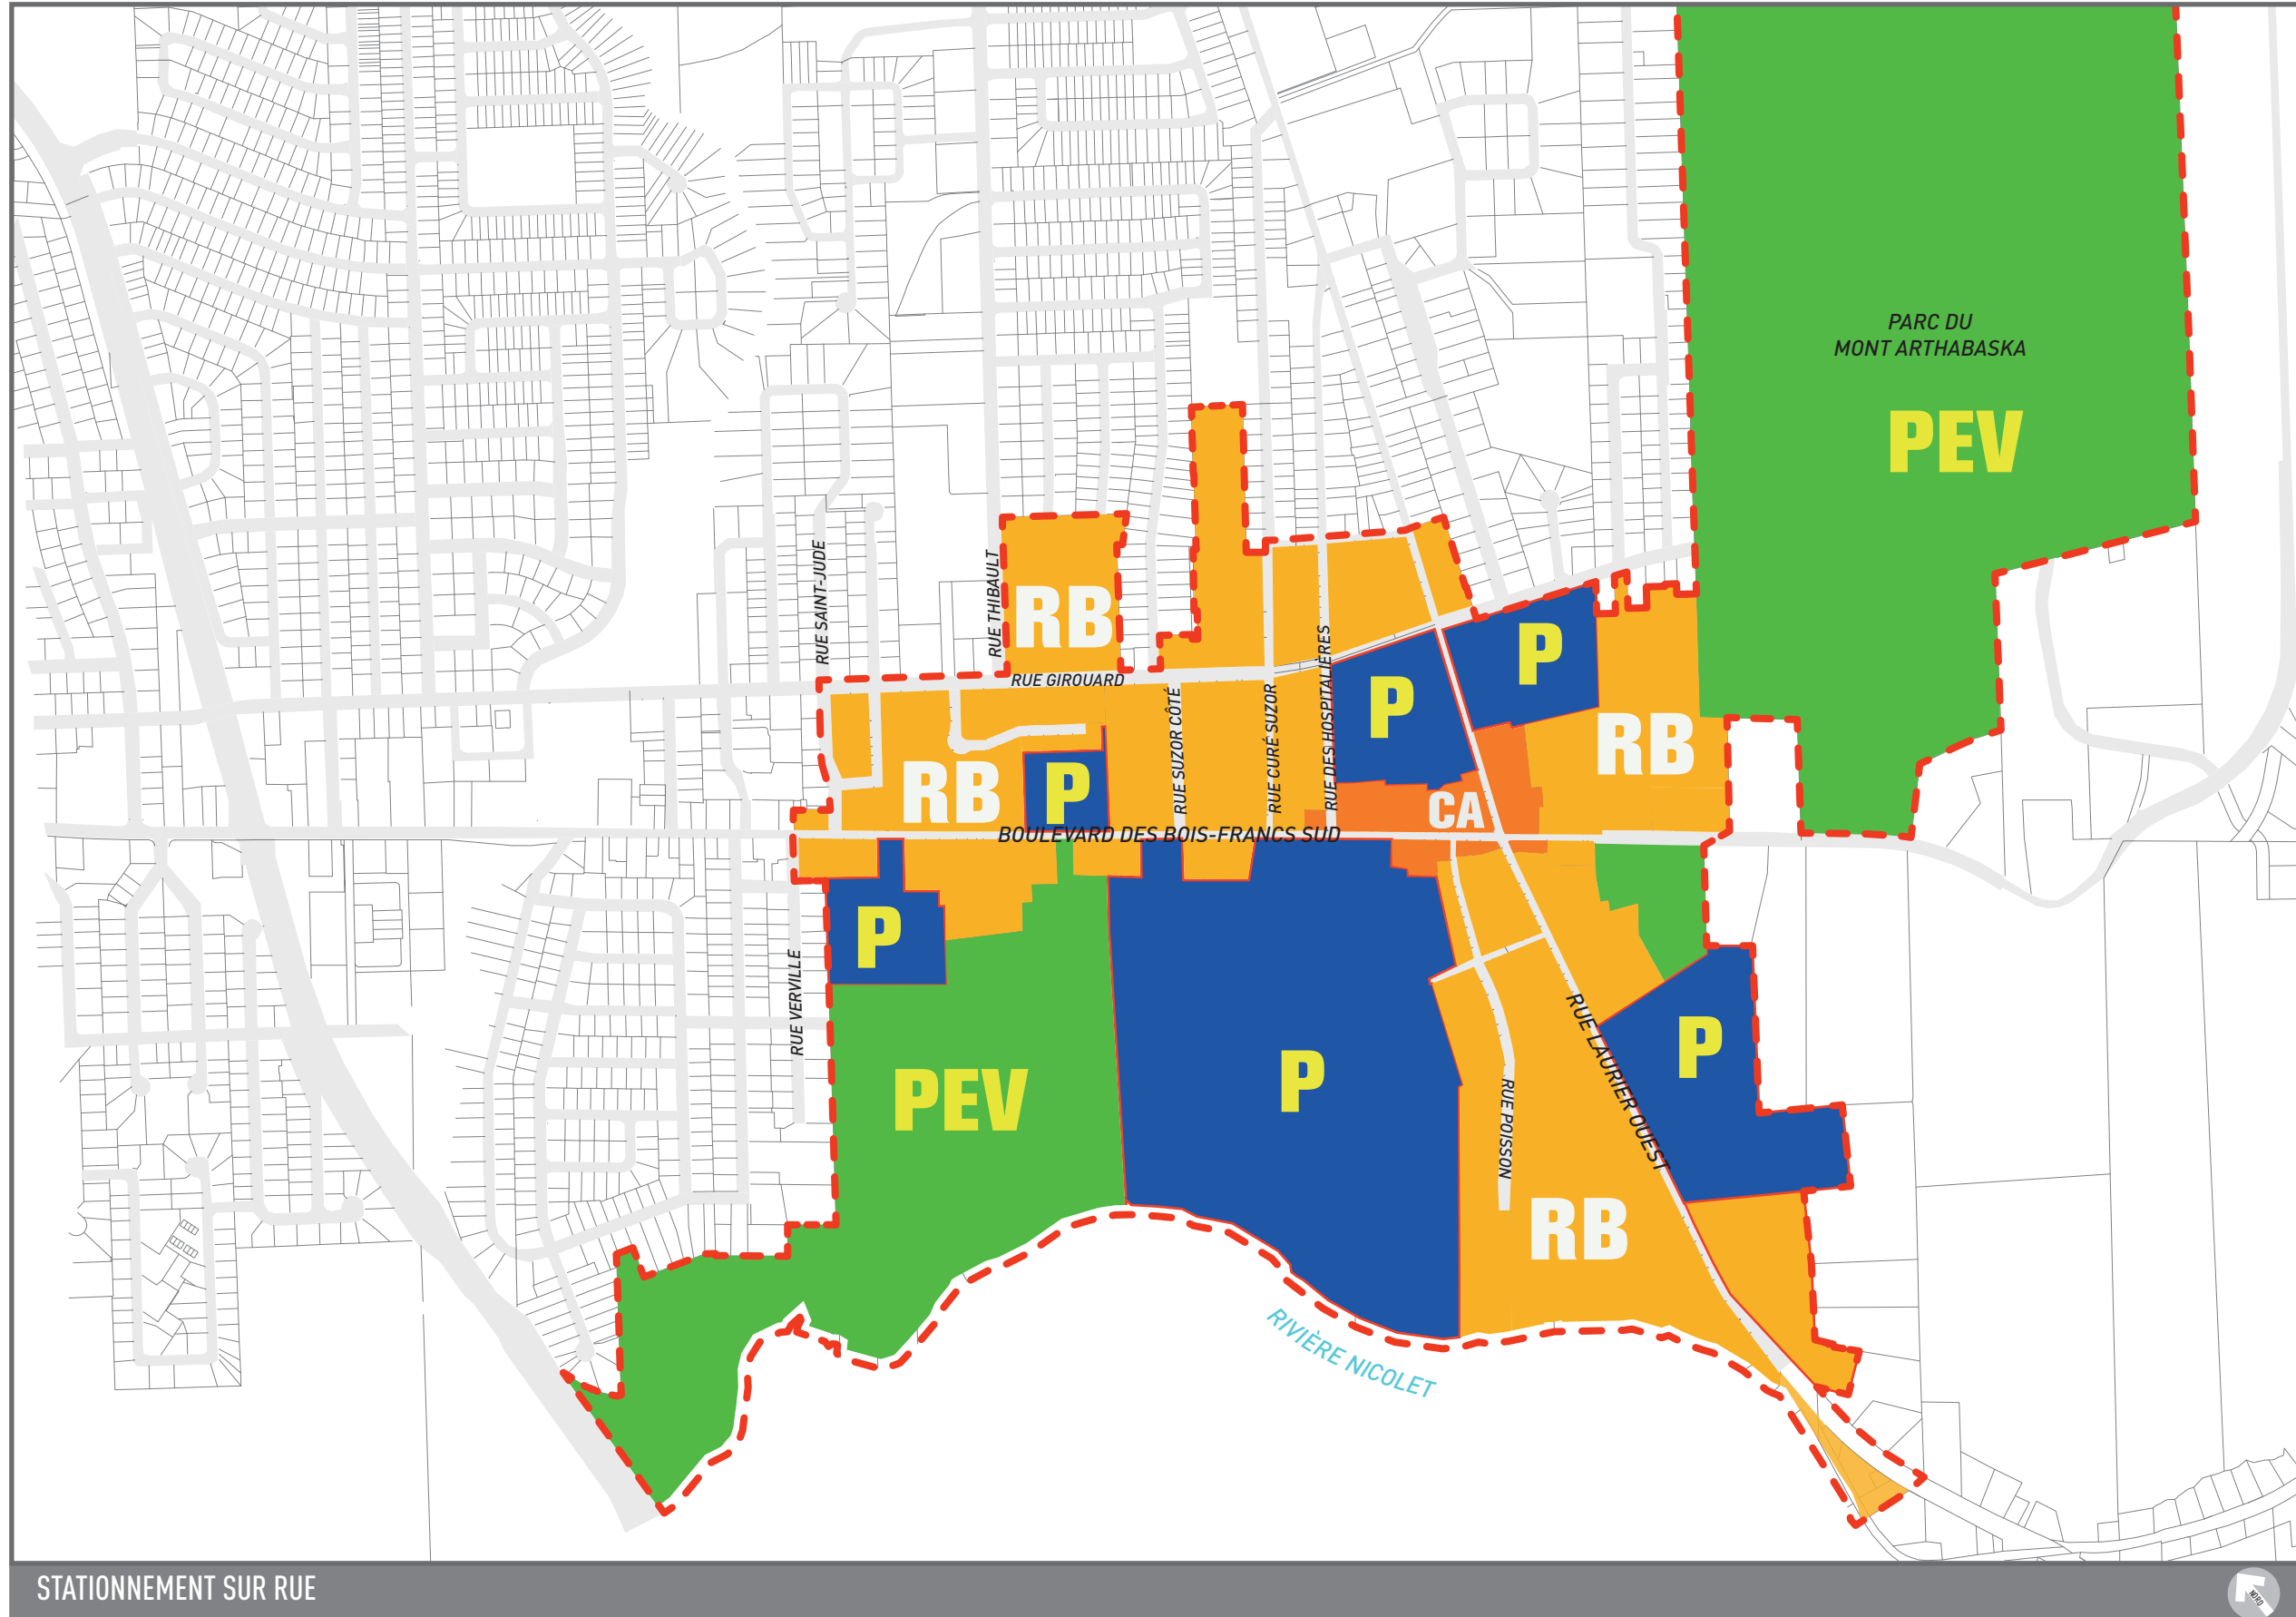 PARC DU
MONT ARTHABASKA
PEV
RUE SAINT-JUDE
RUE THIBAULT
RB
RUE GIROUARD
RUE SUZOR CÔTÉ
RUE CURÉ SUZOR
RUE DES HOSPITALIÈRES
P
P
RB
RB
P
CA
BOULEVARD DES BOIS-FRANCS SUD
P
RUE VERVILLE
PEV
P
RUE POISSON
RUE LAURIER OUEST
P
RB
RIVIÈRE NICOLET
STATIONNEMENT SUR RUE
NORD